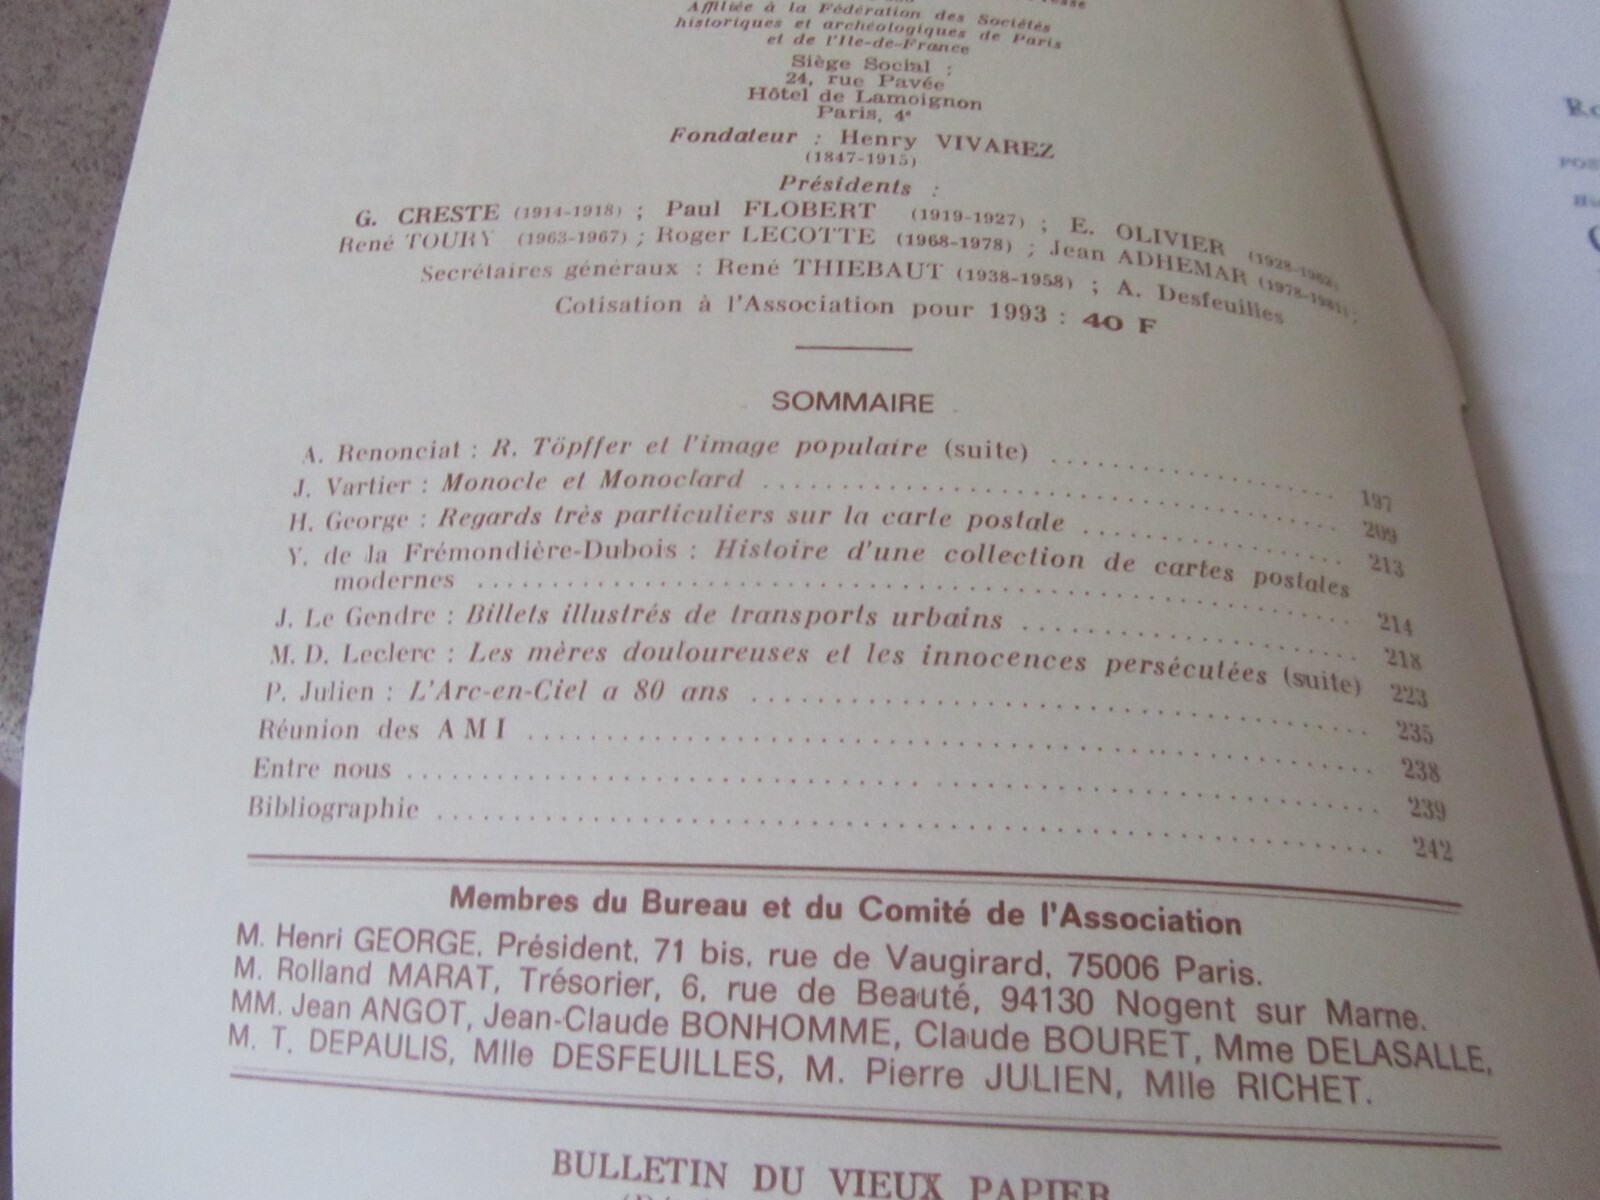 Affiliée à la Fédération des Sociétés
historiques et archéologiques de Paris
et de l'Ile-de-France
Siège Social :
24, rue Pavée
Hôtel de Lamoignon
Paris, 4e
Fondateur : Henry VIVAREZ
(1847-1915)
Présidents :
G. CRESTE (1914-1918) ; Paul FLOBERT (1919-1927) ; E. OLIVIER (1928-1962)
René TOURY (1963-1967) ; Roger LECOTTE (1968-1978) ; Jean ADHEMAR (1978-1981) ;
Secrétaires généraux : René THIEBAUT (1938-1958) ; A. Desfeuilles
Cotisation à l'Association pour 1993 : 40 F
SOMMAIRE
A. Renonciat : R. Töpffer et l'image populaire (suite) .................... 197
J. Vartier : Monocle et Monoclard .................... 209
H. George : Regards très particuliers sur la carte postale .................... 213
Y. de la Frémondière-Dubois : Histoire d'une collection de cartes postales
modernes .................... 214
J. Le Gendre : Billets illustrés de transports urbains .................... 218
M. D. Leclerc : Les mères douloureuses et les innocences persécutées (suite) 223
P. Julien : L'Arc-en-Ciel a 80 ans .................... 235
Réunion des A M I .................... 238
Entre nous .................... 239
Bibliographie .................... 242
Membres du Bureau et du Comité de l'Association
M. Henri GEORGE, Président, 71 bis, rue de Vaugirard, 75006 Paris.
M. Rolland MARAT, Trésorier, 6, rue de Beauté, 94130 Nogent sur Marne.
MM. Jean ANGOT, Jean-Claude BONHOMME, Claude BOURET, Mme DELASALLE,
M. T. DEPAULIS, Mlle DESFEUILLES, M. Pierre JULIEN, Mlle RICHET.
BULLETIN DU VIEUX PAPIER